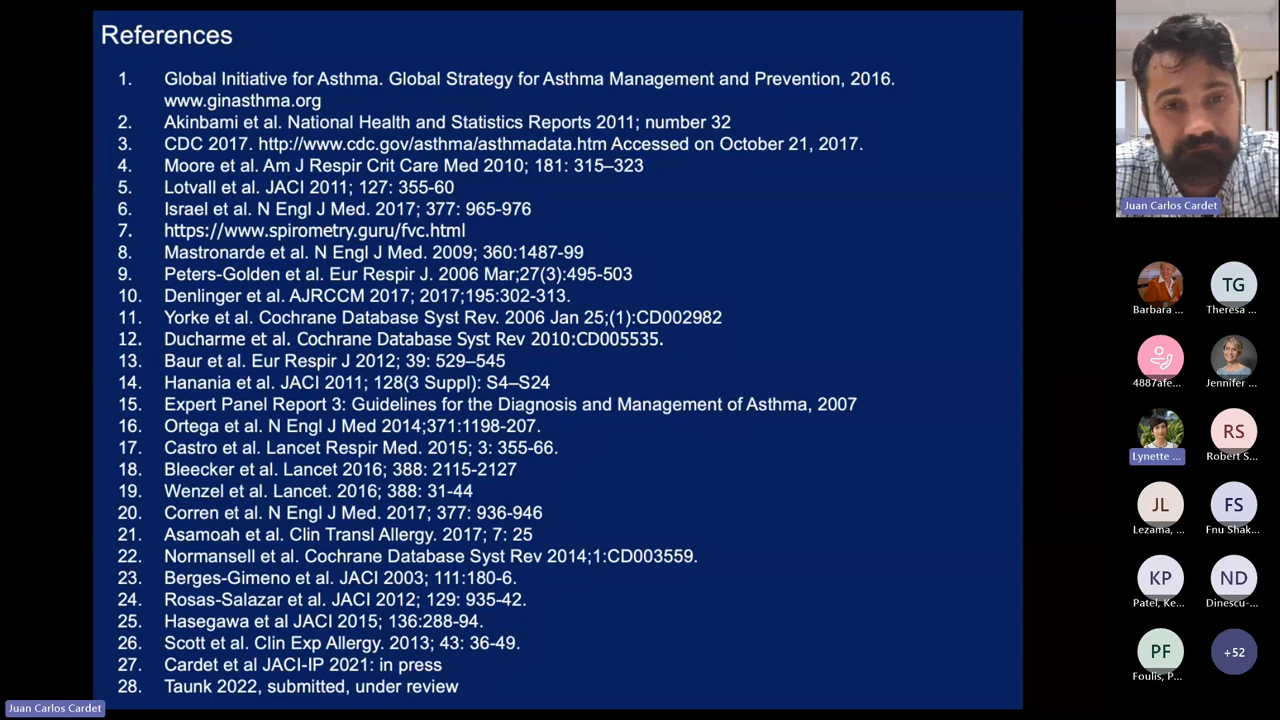 References
1. Global Initiative for Asthma. Global Strategy for Asthma Management and Prevention, 2016.
www.ginasthma.org
2. Akinbami et al. National Health and Statistics Reports 2011; number 32
3. CDC 2017. http://www.cdc.gov/asthma/asthmadata.htm Accessed on October 21, 2017.
4. Moore et al. Am J Respir Crit Care Med 2010; 181: 315–323
5. Lotvall et al. JACI 2011; 127: 355-60
6. Israel et al. N Engl J Med. 2017; 377: 965-976
7. https://www.spirometry.guru/fvc.html
8. Mastronarde et al. N Engl J Med. 2009; 360:1487-99
9. Peters-Golden et al. Eur Respir J. 2006 Mar;27(3):495-503
10. Denlinger et al. AJRCCM 2017; 2017;195:302-313.
11. Yorke et al. Cochrane Database Syst Rev. 2006 Jan 25;(1):CD002982
12. Ducharme et al. Cochrane Database Syst Rev 2010:CD005535.
13. Baur et al. Eur Respir J 2012; 39: 529–545
14. Hanania et al. JACI 2011; 128(3 Suppl): S4–S24
15. Expert Panel Report 3: Guidelines for the Diagnosis and Management of Asthma, 2007
16. Ortega et al. N Engl J Med 2014;371:1198-207.
17. Castro et al. Lancet Respir Med. 2015; 3: 355-66.
18. Bleecker et al. Lancet 2016; 388: 2115-2127
19. Wenzel et al. Lancet. 2016; 388: 31-44
20. Corren et al. N Engl J Med. 2017; 377: 936-946
21. Asamoah et al. Clin Transl Allergy. 2017; 7: 25
22. Normansell et al. Cochrane Database Syst Rev 2014;1:CD003559.
23. Berges-Gimeno et al. JACI 2003; 111:180-6.
24. Rosas-Salazar et al. JACI 2012; 129: 935-42.
25. Hasegawa et al JACI 2015; 136:288-94.
26. Scott et al. Clin Exp Allergy. 2013; 43: 36-49.
27. Cardet et al JACI-IP 2021: in press
28. Taunk 2022, submitted, under review
Juan Carlos Cardet
Juan Carlos Cardet
TG
Barbara ...
Theresa ...
4887afe...
Jennifer ...
RS
Lynette ...
Robert S...
JL
FS
Lezama, ...
Fnu Shak...
KP
ND
Patel, Ke...
Dinescu-...
PF
+52
Foulis, P...